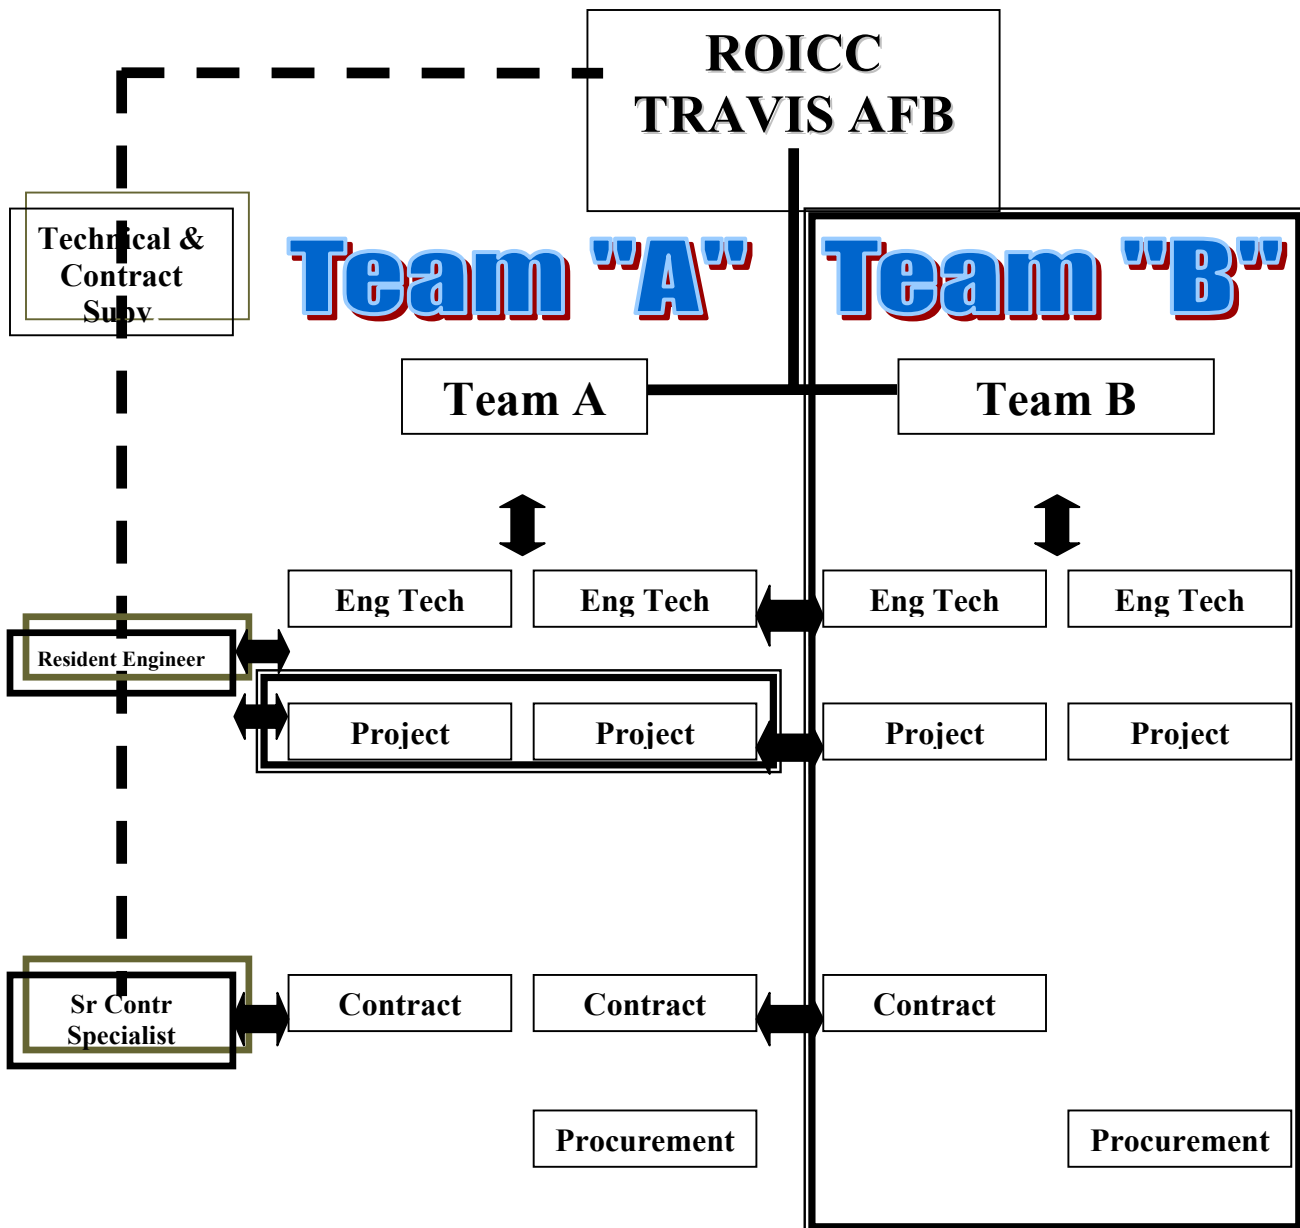 ROICC
TRAVIS AFB
Technical &
Contract
Supv
Team "A"
Team "B"
Team A
Team B
Eng Tech
Eng Tech
Eng Tech
Eng Tech
Resident Engineer
Project
Project
Project
Project
Sr Contr
Specialist
Contract
Contract
Contract
Procurement
Procurement